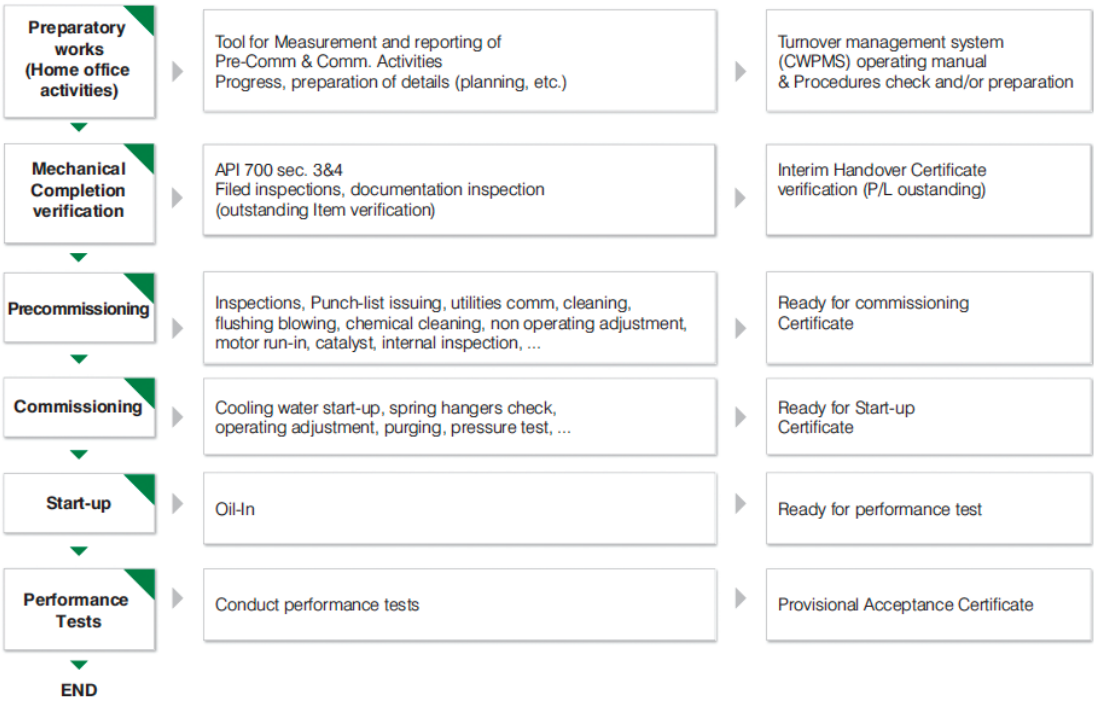 Preparatory
works
(Home office
activities)
Tool for Measurement and reporting of
Pre-Comm & Comm. Activities
Progress, preparation of details (planning, etc.)
Turnover management system
(CWPMS) operating manual
& Procedures check and/or preparation
Mechanical
Completion
verification
API 700 sec. 3&4
Filed inspections, documentation inspection
(outstanding Item verification)
Interim Handover Certificate
verification (P/L oustanding)
Precommissioning
Inspections, Punch-list issuing, utilities comm, cleaning,
flushing blowing, chemical cleaning, non operating adjustment,
motor run-in, catalyst, internal inspection, ...
Ready for commissioning
Certificate
Commissioning
Cooling water start-up, spring hangers check,
operating adjustment, purging, pressure test, ...
Ready for Start-up
Certificate
Start-up
Oil-In
Ready for performance test
Performance
Tests
Conduct performance tests
Provisional Acceptance Certificate
END